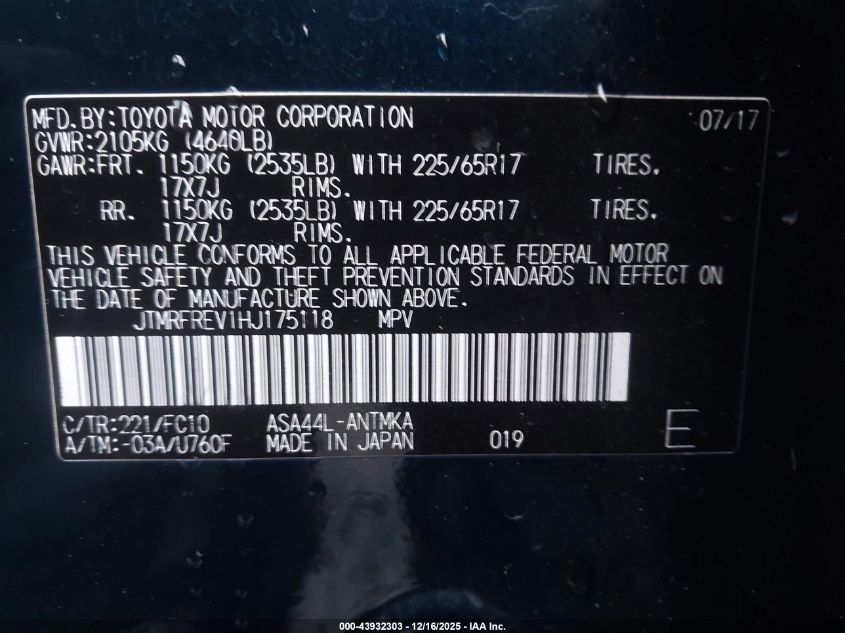 MFD.BY:TOYOTA MOTOR CORPORATION 07/17
GVWR:2105KG (4640LB)
GAWR:FRT. 1150KG (2535LB) WITH 225/65R17 TIRES.
17X7J RIMS.
RR. 1150KG (2535LB) WITH 225/65R17 TIRES.
17X7J RIMS.
THIS VEHICLE CONFORMS TO ALL APPLICABLE FEDERAL MOTOR
VEHICLE SAFETY AND THEFT PREVENTION STANDARDS IN EFFECT ON
THE DATE OF MANUFACTURE SHOWN ABOVE.
JTMRFREV1HJ175118 MPV
C/TR:221/FC10 ASA44L-ANTMKA
A/TM:-03A/U760F MADE IN JAPAN 019 E
000-43932303 - 12/16/2025 - IAA Inc.